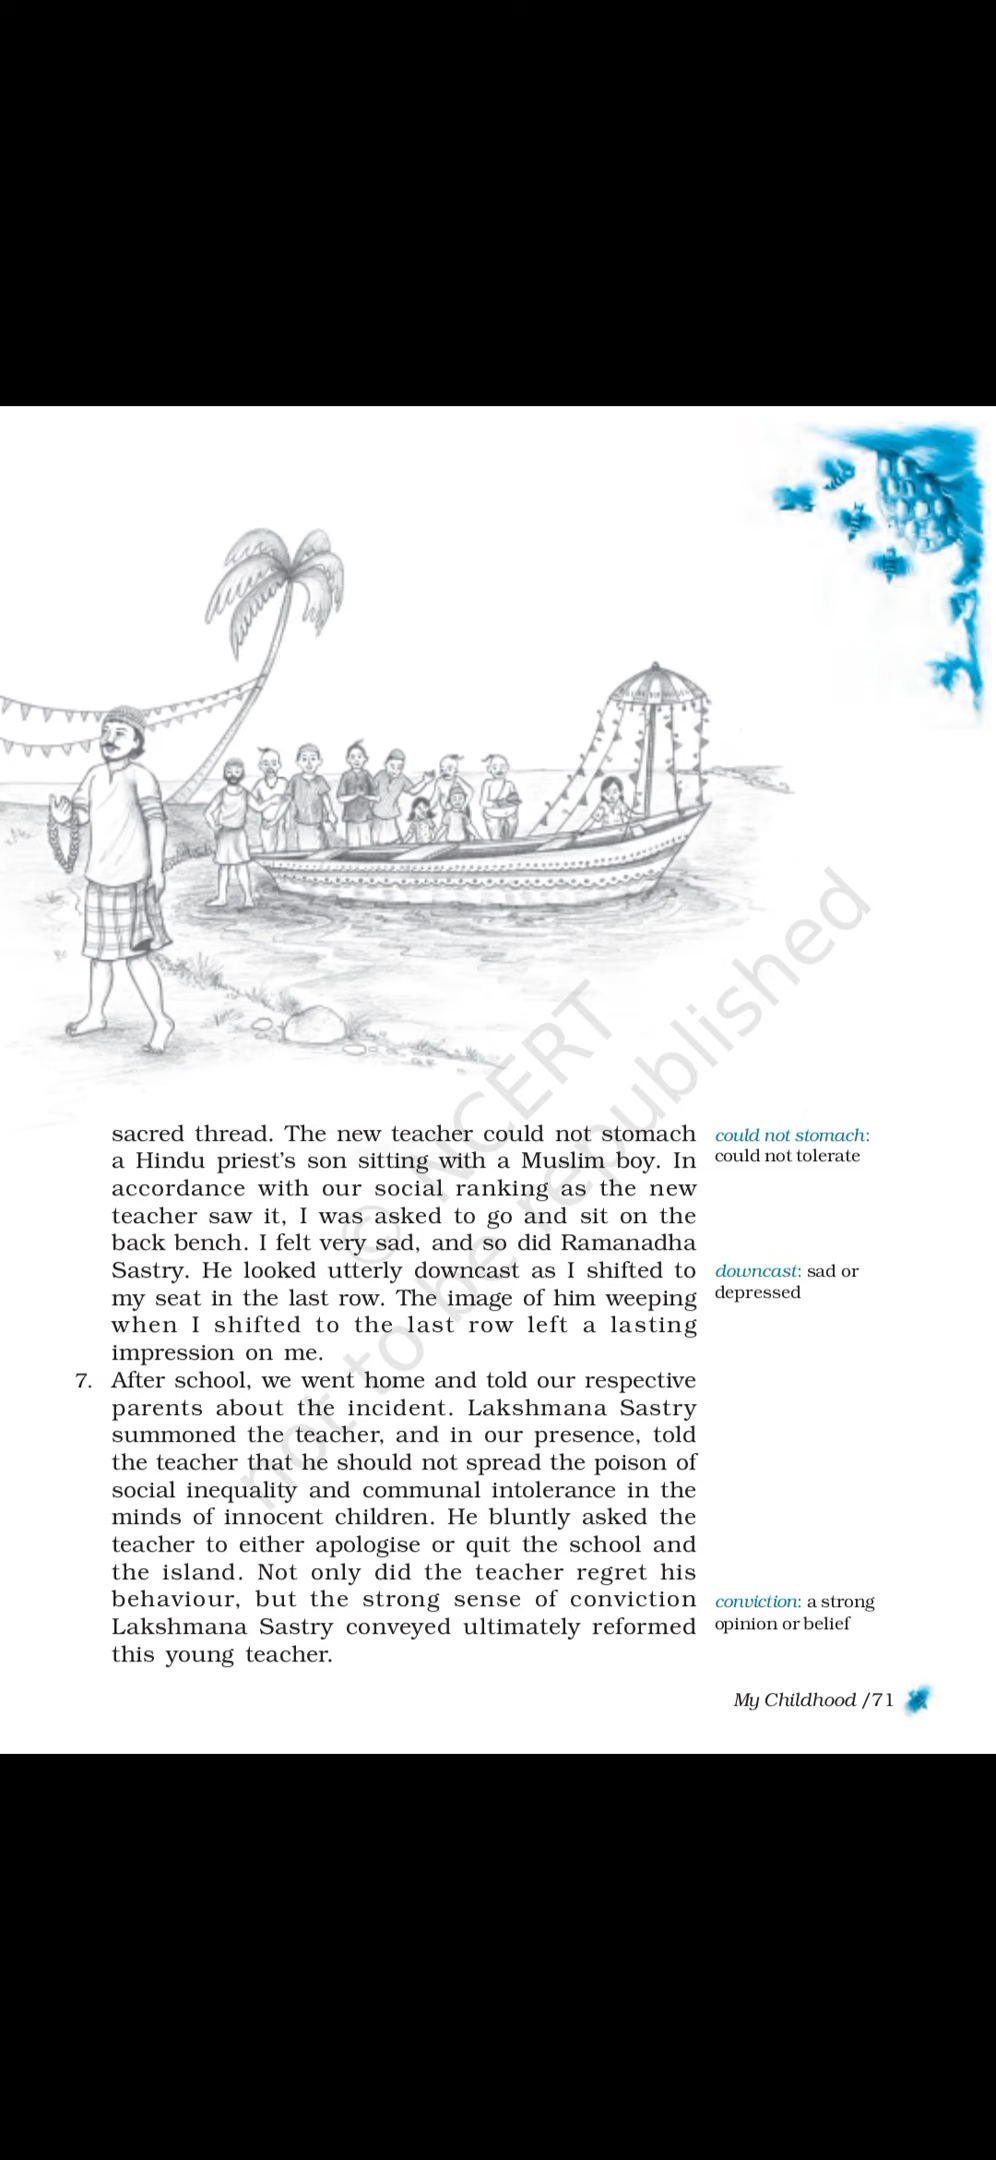 sacred thread. The new teacher could not stomach
a Hindu priest's son sitting with a Muslim boy. In
accordance with our social ranking as the new
teacher saw it, I was asked to go and sit on the
back bench. I felt very sad, and so did Ramanadha
Sastry. He looked utterly downcast as I shifted to
my seat in the last row. The image of him weeping
when I shifted to the last row left a lasting
impression on me.
could not stomach:
could not tolerate
downcast: sad or
depressed
7. After school, we went home and told our respective
parents about the incident. Lakshmana Sastry
summoned the teacher, and in our presence, told
the teacher that he should not spread the poison of
social inequality and communal intolerance in the
minds of innocent children. He bluntly asked the
teacher to either apologise or quit the school and
the island. Not only did the teacher regret his
behaviour, but the strong sense of conviction
Lakshmana Sastry conveyed ultimately reformed
this young teacher.
conviction: a strong
opinion or belief
My Childhood /71
© NCERT
not to be republished